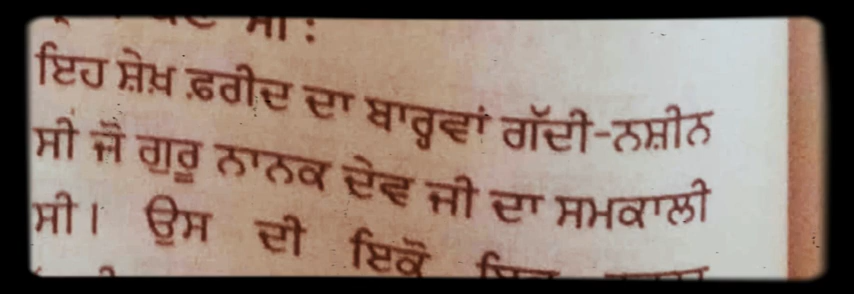 ਸੀ :
ਇਹ ਸ਼ੇਖ਼ ਫ਼ਰੀਦ ਦਾ ਬਾਰ੍ਹਵਾਂ ਗੱਦੀ-ਨਸ਼ੀਨ
ਸੀ ਜੋ ਗੁਰੂ ਨਾਨਕ ਦੇਵ ਜੀ ਦਾ ਸਮਕਾਲੀ
ਸੀ। ਉਸ ਦੀ ਇਕੋ